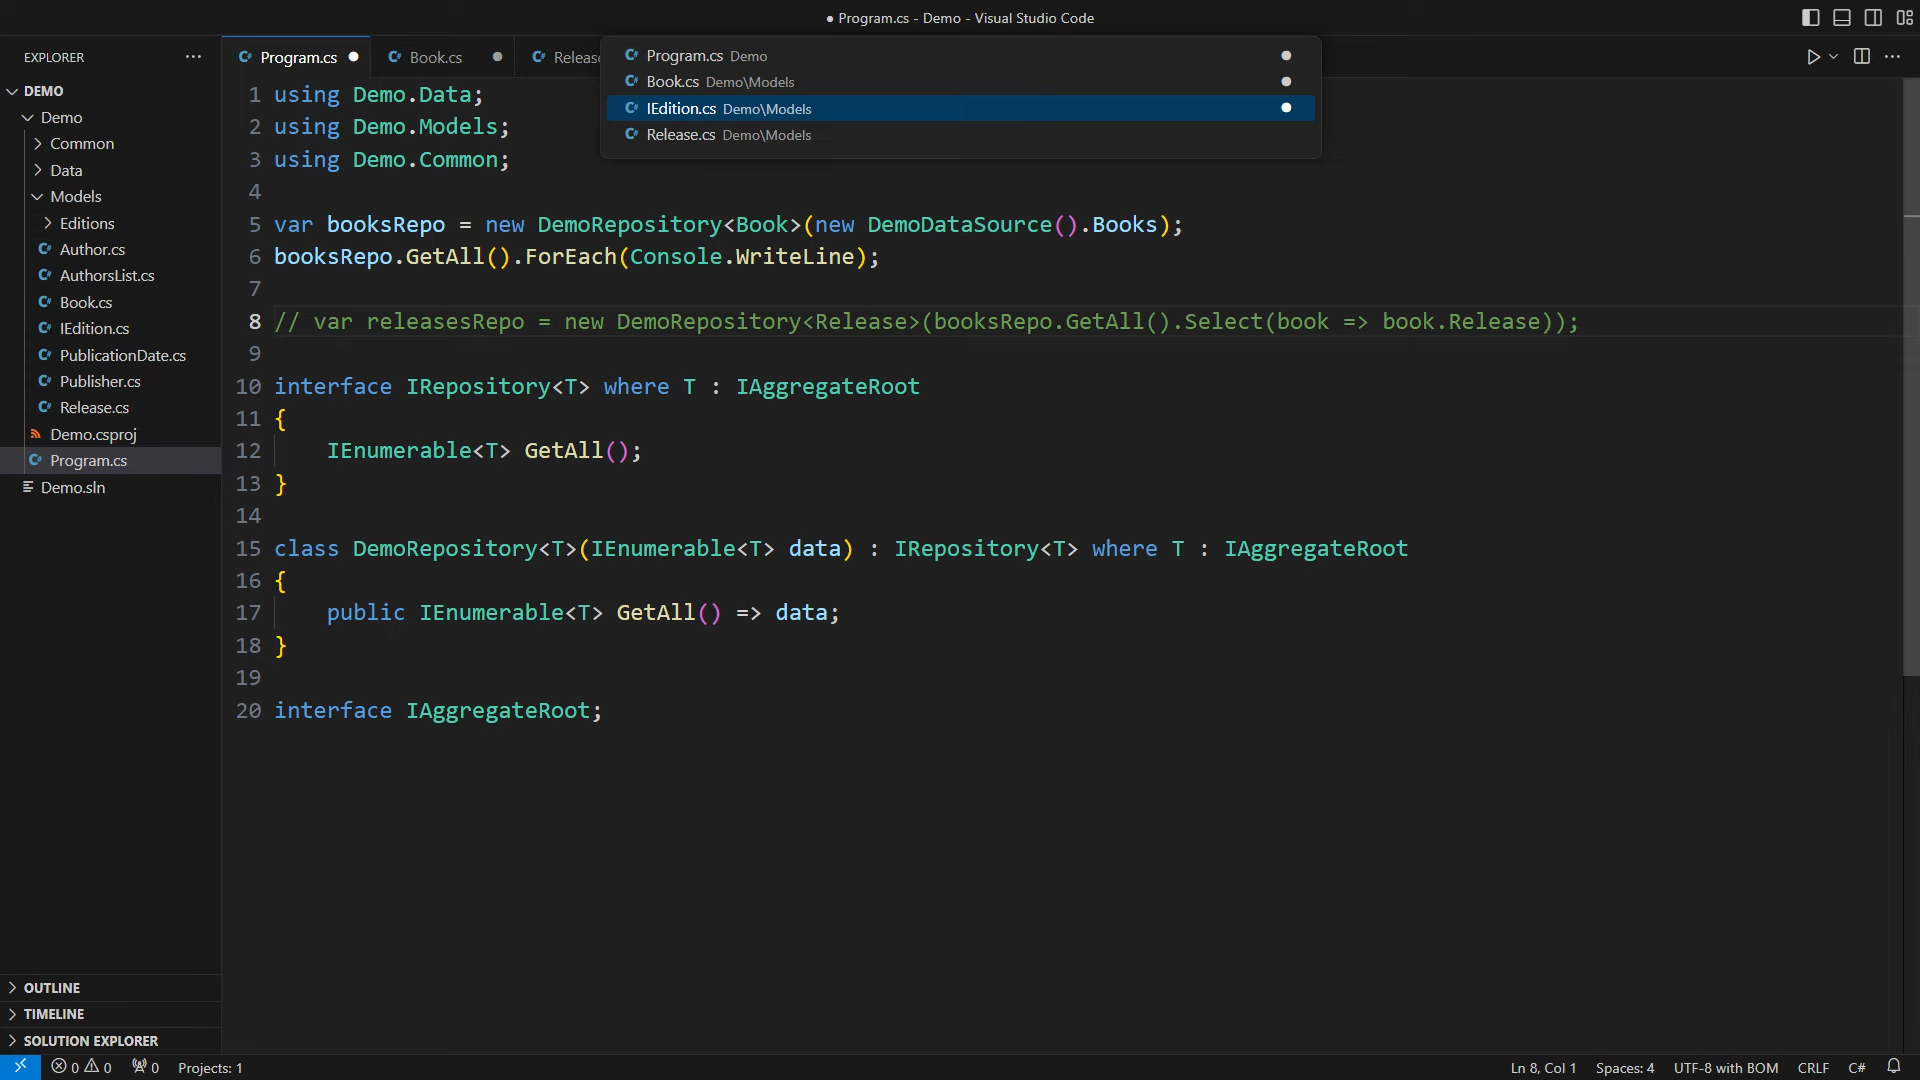 ● Program.cs - Demo - Visual Studio Code
EXPLORER
DEMO
Demo
Common
Data
Models
Editions
Author.cs
AuthorsList.cs
Book.cs
IEdition.cs
PublicationDate.cs
Publisher.cs
Release.cs
Demo.csproj
Program.cs
Demo.sln
OUTLINE
TIMELINE
SOLUTION EXPLORER
Program.cs
Book.cs
Release
Program.cs Demo
Book.cs Demo\Models
IEdition.cs Demo\Models
Release.cs Demo\Models
1 using Demo.Data;
2 using Demo.Models;
3 using Demo.Common;
4
5 var booksRepo = new DemoRepository<Book>(new DemoDataSource().Books);
6 booksRepo.GetAll().ForEach(Console.WriteLine);
7
8 // var releasesRepo = new DemoRepository<Release>(booksRepo.GetAll().Select(book => book.Release));
9
10 interface IRepository<T> where T : IAggregateRoot
11 {
12 IEnumerable<T> GetAll();
13 }
14
15 class DemoRepository<T>(IEnumerable<T> data) : IRepository<T> where T : IAggregateRoot
16 {
17 public IEnumerable<T> GetAll() => data;
18 }
19
20 interface IAggregateRoot;
0 0 0 Projects: 1
Ln 8, Col 1 Spaces: 4 UTF-8 with BOM CRLF C#